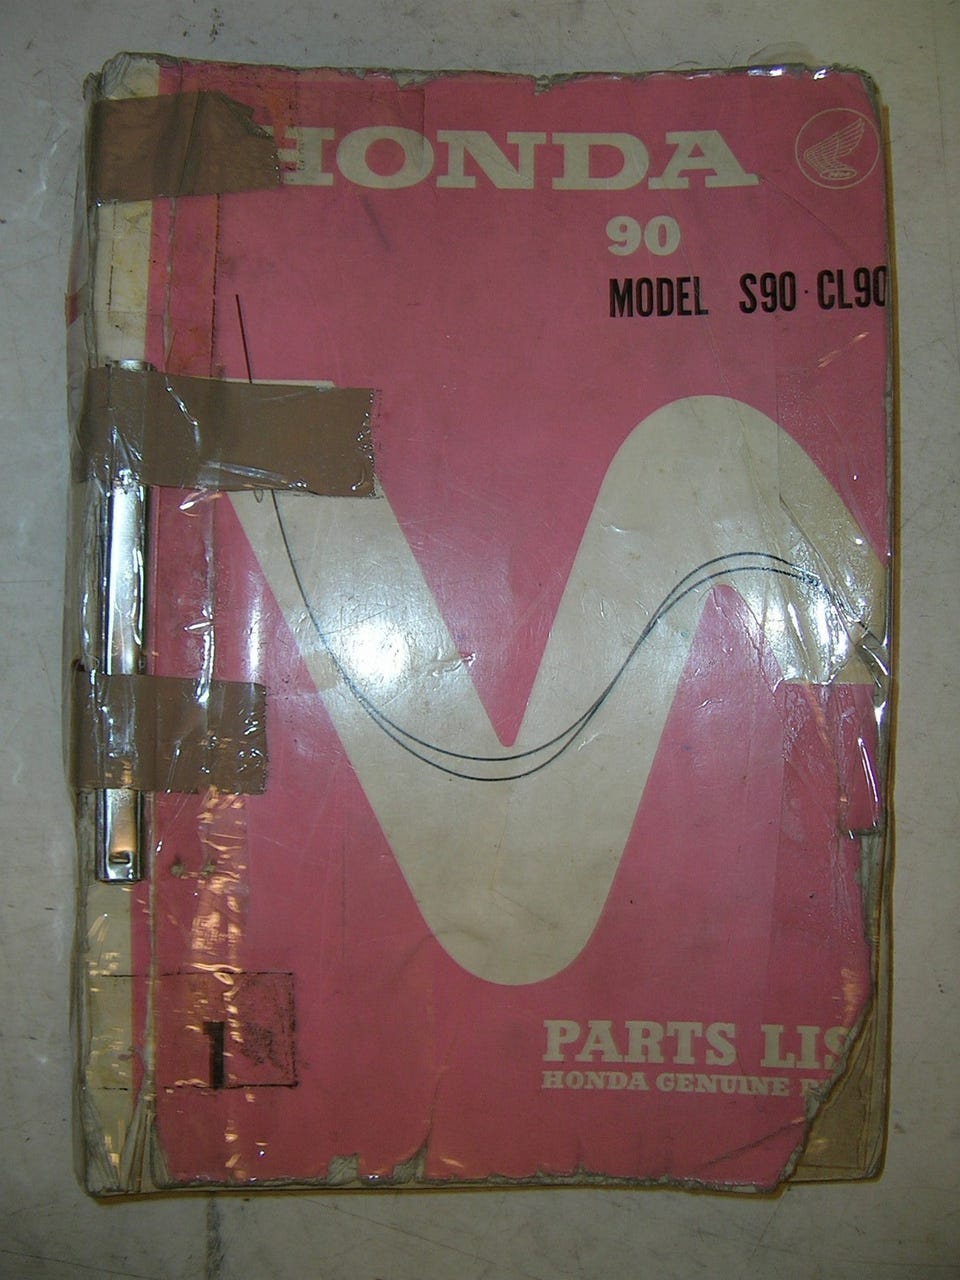 HONDA
90
MODEL S90·CL90
1
PARTS LIS
HONDA GENUINE